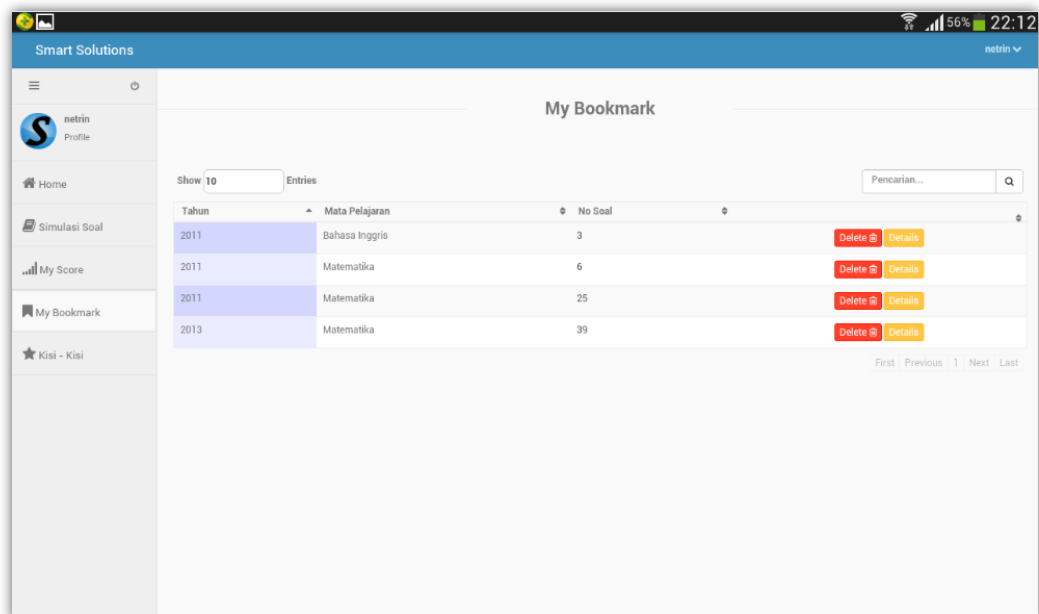 56% 22:12
Smart Solutions netrin
netrin
Profile
Home
Simulasi Soal
My Score
My Bookmark
Kisi - Kisi
My Bookmark
Show 10 Entries Pencarian...
Tahun Mata Pelajaran No Soal
2011 Bahasa Inggris 3 Delete Details
2011 Matematika 6 Delete Details
2011 Matematika 25 Delete Details
2013 Matematika 39 Delete Details
First Previous 1 Next Last